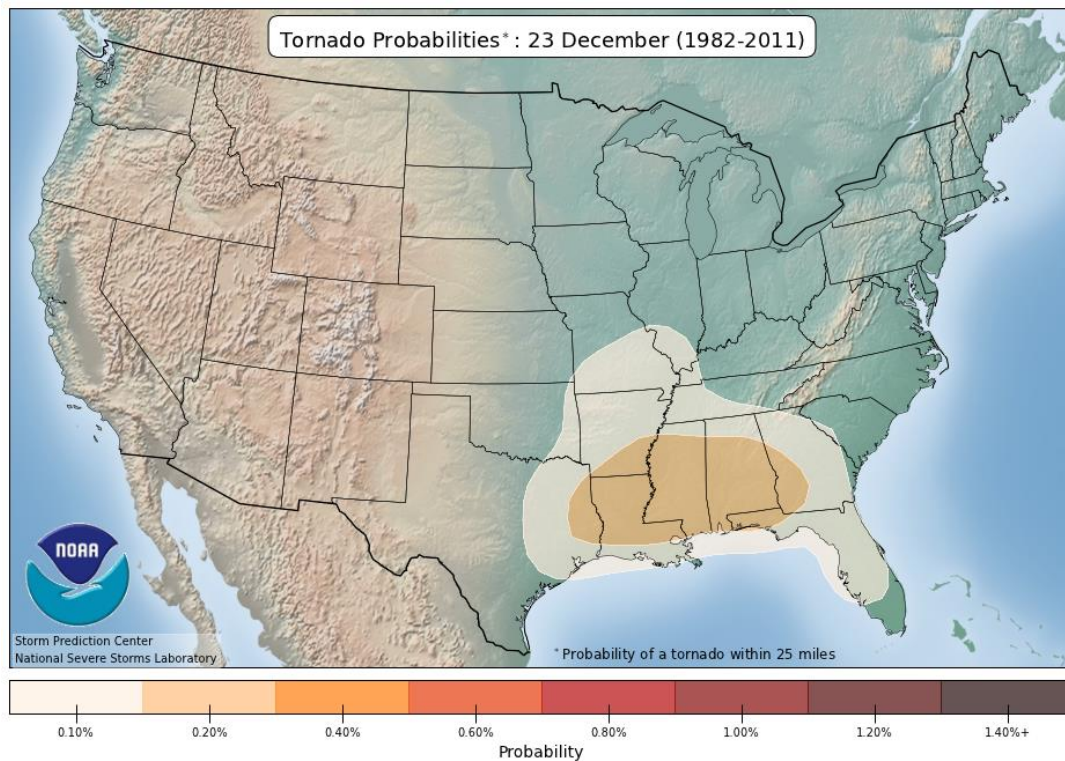 Tornado Probabilities*: 23 December (1982-2011)
NOAA
Storm Prediction Center
National Severe Storms Laboratory
*Probability of a tornado within 25 miles
0.10% 0.20% 0.40% 0.60% 0.80% 1.00% 1.20% 1.40%+
Probability